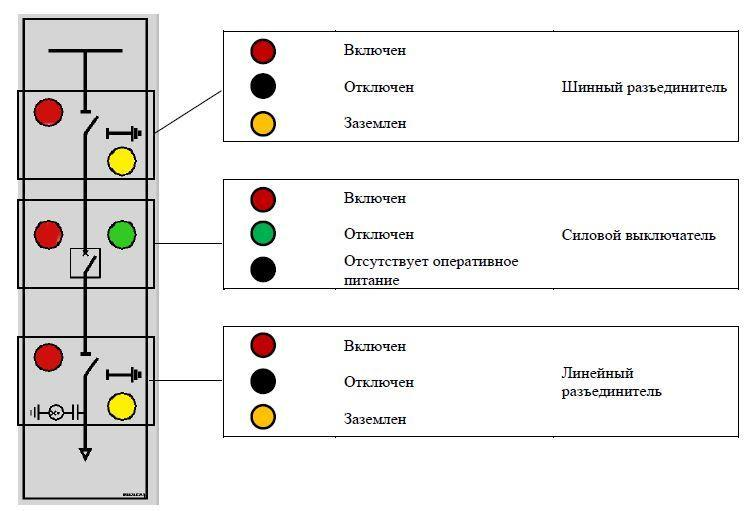 Включен
Отключен
Шинный разъединитель
Заземлен
Включен
Отключен
Силовой выключатель
Отсутствует оперативное
питание
Включен
Отключен
Линейный
разъединитель
Заземлен